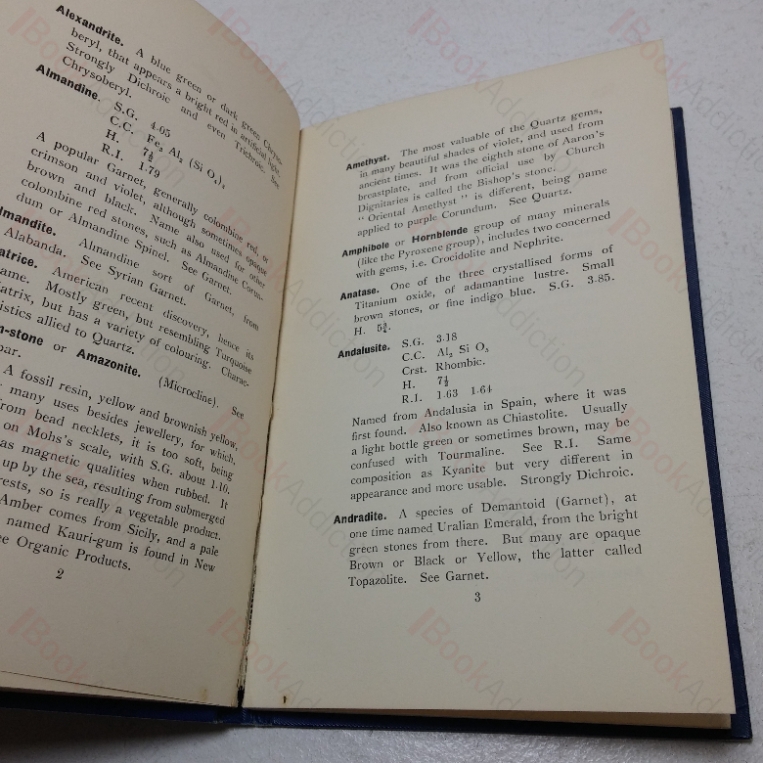 Alexandrite. A blue green or dark green Chryso-
beryl, that appears a bright red in artificial light.
Strongly Dichroic and even Trichroic. See
Chrysoberyl.
Almandine. S.G. 4.05
C.C. Fe₃ Al₂ (Si O₄)₃
H. 7½
R.I. 1.79
A popular Garnet, generally colombine red, or
crimson and violet, although sometimes opaque
brown and black. Name also used for other
colombine red stones, such as Almandine Corun-
dum or Almandine Spinel. See Garnet.
lmandite. Almandine sort of Garnet, from
Alabanda. See Syrian Garnet.
atrice. American recent discovery, hence its
ame. Mostly green, but resembling Turquoise
atrix, but has a variety of colouring. Charac-
istics allied to Quartz.
n-stone or Amazonite. (Microcline). See
par.
A fossil resin, yellow and brownish yellow,
many uses besides jewellery, for which,
from bead necklets, it is too soft, being
on Mohs's scale, with S.G. about 1.10.
as magnetic qualities when rubbed. It
up by the sea, resulting from submerged
rests, so is really a vegetable product.
Amber comes from Sicily, and a pale
named Kauri-gum is found in New
ee Organic Products.
2
Amethyst. The most valuable of the Quartz gems,
in many beautiful shades of violet, and used from
ancient times. It was the eighth stone of Aaron's
breastplate, and from official use by Church
Dignitaries is called the Bishop's stone.
"Oriental Amethyst" is different, being name
applied to purple Corundum. See Quartz.
Amphibole or Hornblende group of many minerals
(like the Pyroxene group), includes two concerned
with gems, i.e. Crocidolite and Nephrite.
Anatase. One of the three crystallised forms of
Titanium oxide, of adamantine lustre. Small
brown stones, or fine indigo blue. S.G. 3.85.
H. 5¾.
Andalusite. S.G. 3.18
C.C. Al₂ Si O₅
Crst. Rhombic.
H. 7½
R.I. 1.63 1.64
Named from Andalusia in Spain, where it was
first found. Also known as Chiastolite. Usually
a light bottle green or sometimes brown, may be
confused with Tourmaline. See R.I. Same
composition as Kyanite but very different in
appearance and more usable. Strongly Dichroic.
Andradite. A species of Demantoid (Garnet), at
one time named Uralian Emerald, from the bright
green stones from there. But many are opaque
Brown or Black or Yellow, the latter called
Topazolite. See Garnet.
3
BookAddiction